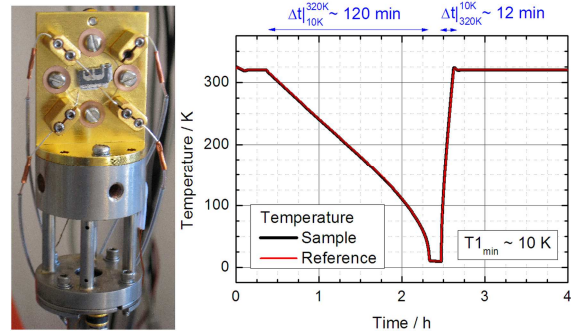 Δt|320K10K ~ 120 min
Δt|10K320K ~ 12 min
300
200
100
0
Temperature / K
Temperature
Sample
Reference
T1min ~ 10 K
0
1
2
3
4
Time / h